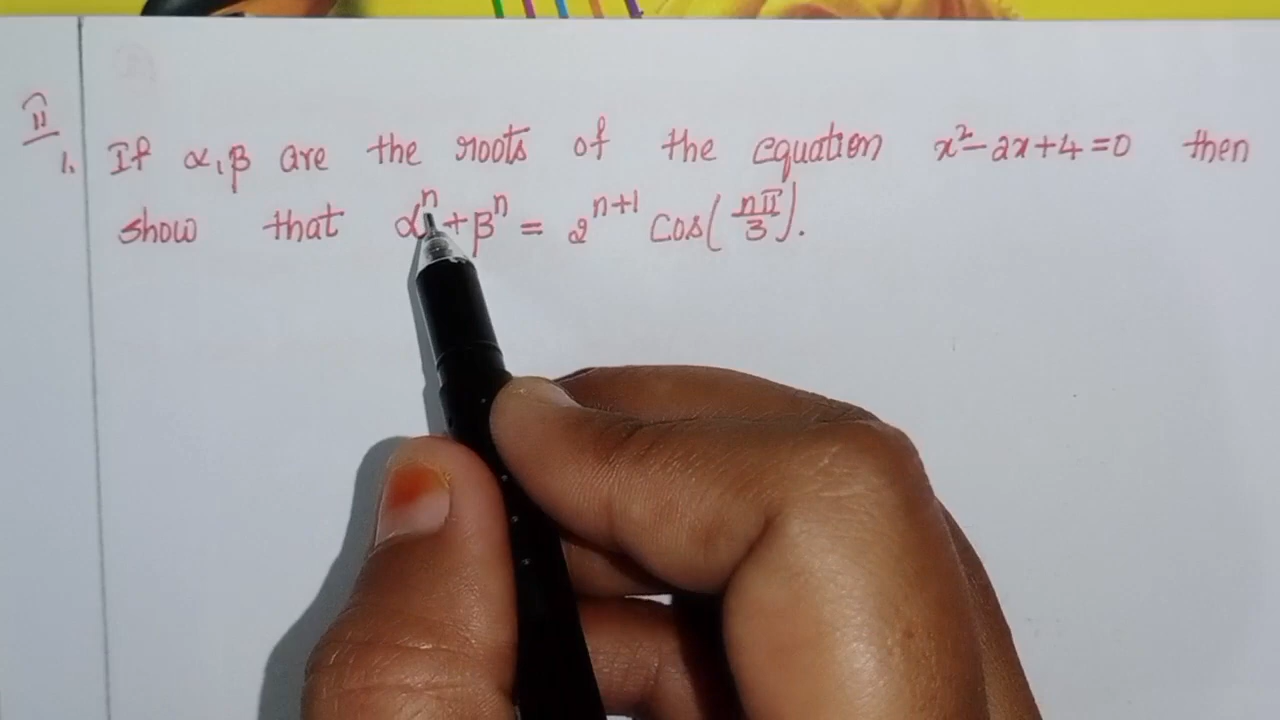 II
1. If α, β are the roots of the equation x²-2x+4=0 then
show that αⁿ+βⁿ = 2ⁿ⁺¹ cos(nπ/3).